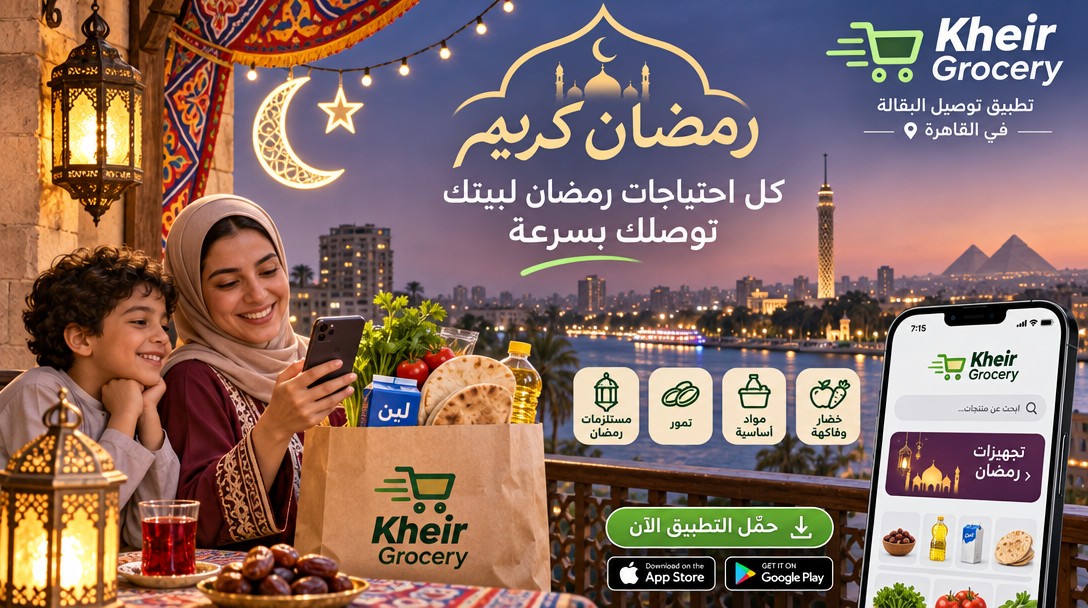 Kheir
Grocery
تطبيق توصيل البقالة
في القاهرة
رمضان كريم
كل احتياجات رمضان لبيتك
توصلك بسرعة
لبن
Kheir
Grocery
مستلزمات
رمضان
تمور
مواد
أساسية
خضار
وفاكهة
حمّل التطبيق الآن
Download on the
App Store
GET IT ON
Google Play
7:15
Kheir
Grocery
ابحث عن منتجات...
تجهيزات
رمضان